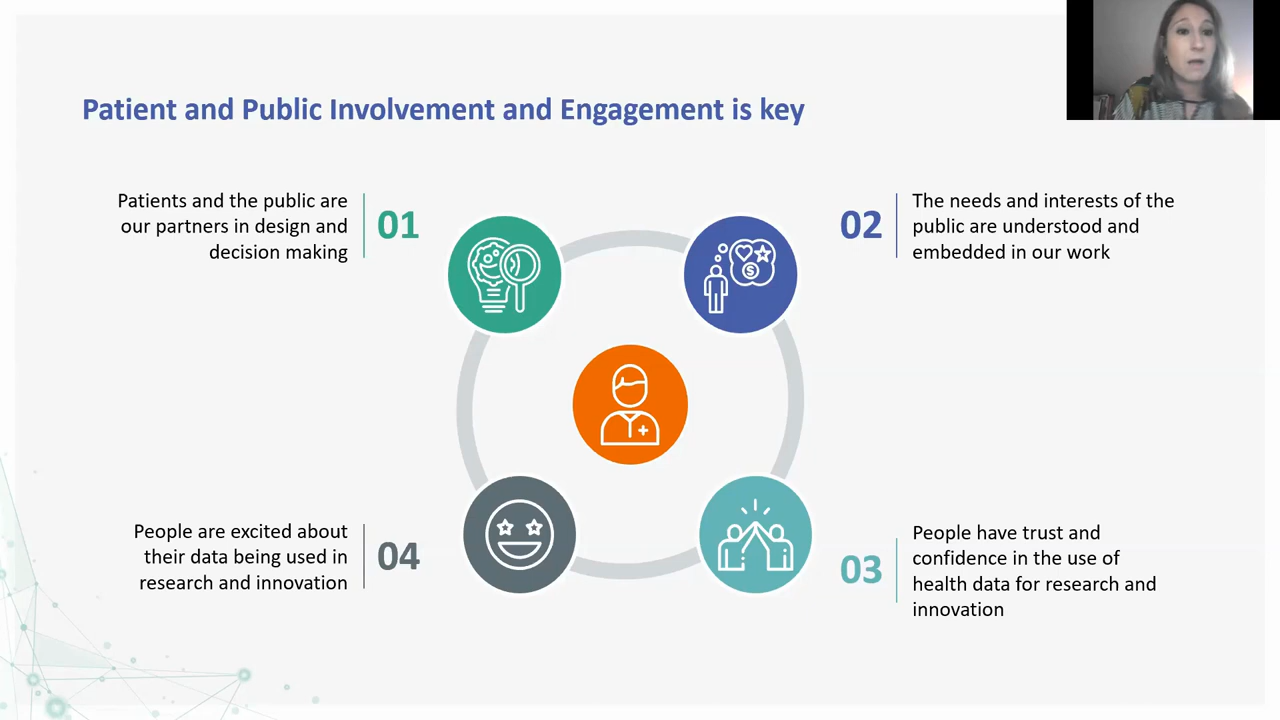 Patient and Public Involvement and Engagement is key
Patients and the public are
our partners in design and
decision making
01
02
The needs and interests of the
public are understood and
embedded in our work
$
People are excited about
their data being used in
research and innovation
04
03
People have trust and
confidence in the use of
health data for research and
innovation